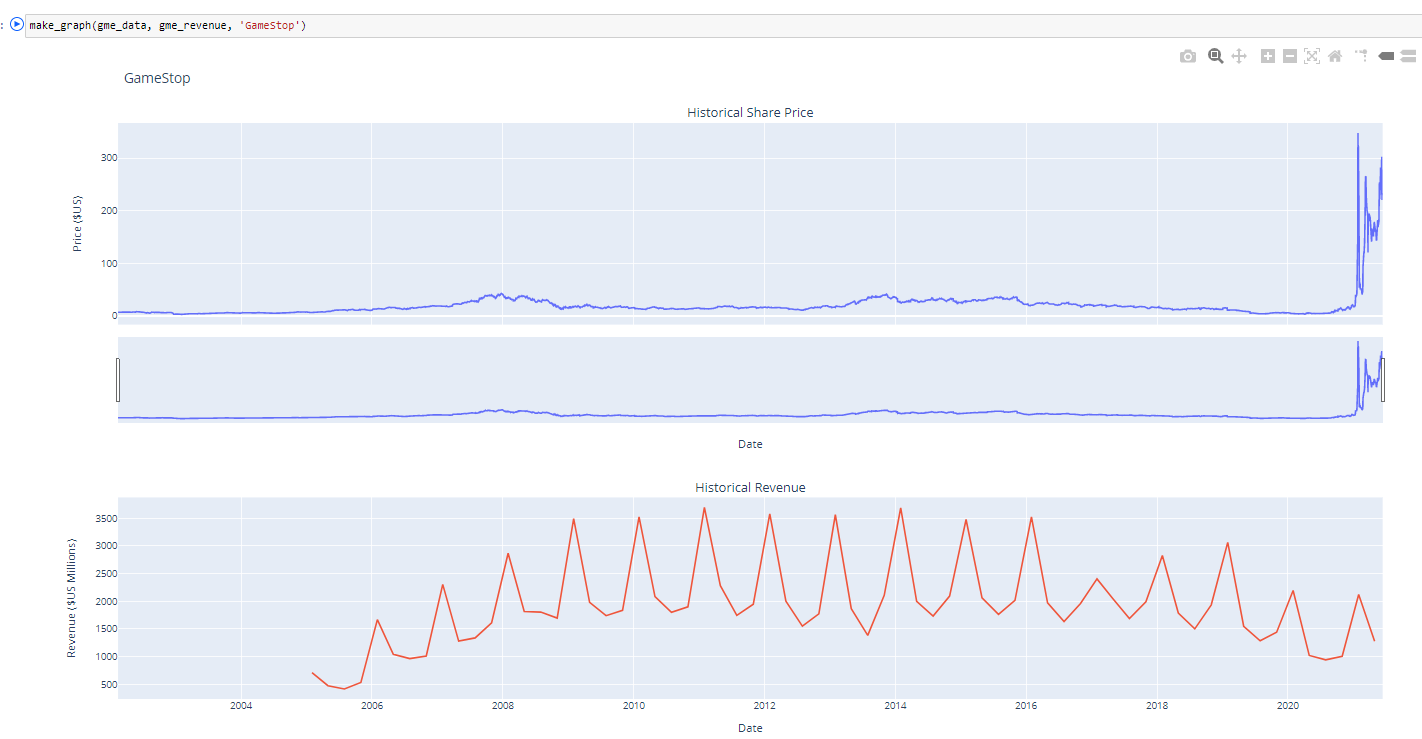 :
make_graph(gme_data, gme_revenue, 'GameStop')
GameStop
Historical Share Price
Price ($US)
300
200
100
0
Date
Historical Revenue
Revenue ($US Millions)
3500
3000
2500
2000
1500
1000
500
2004 2006 2008 2010 2012 2014 2016 2018 2020
Date